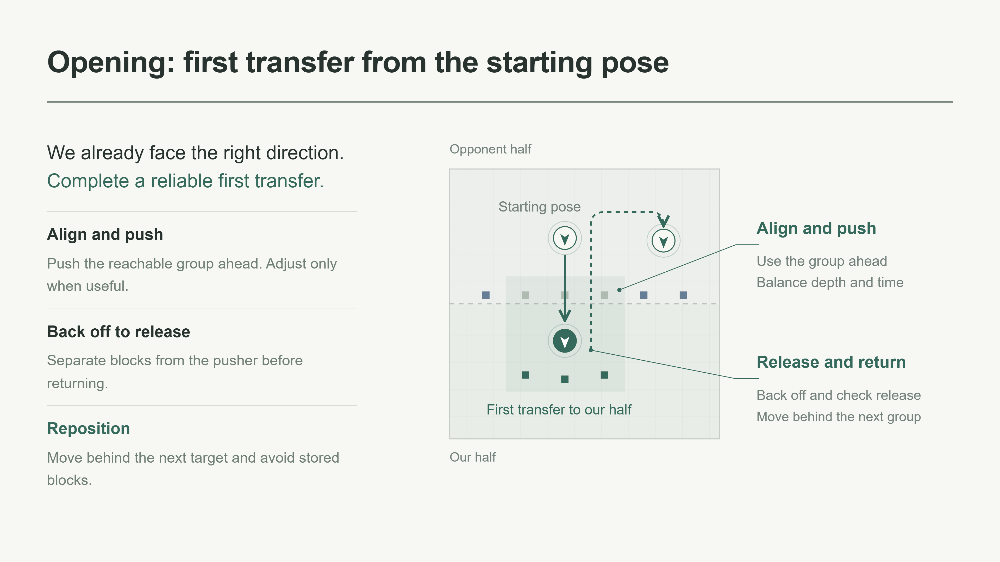 Opening: first transfer from the starting pose
We already face the right direction.
Complete a reliable first transfer.
Align and push
Push the reachable group ahead. Adjust only
when useful.
Back off to release
Separate blocks from the pusher before
returning.
Reposition
Move behind the next target and avoid stored
blocks.
Opponent half
Starting pose
First transfer to our half
Our half
Align and push
Use the group ahead
Balance depth and time
Release and return
Back off and check release
Move behind the next group